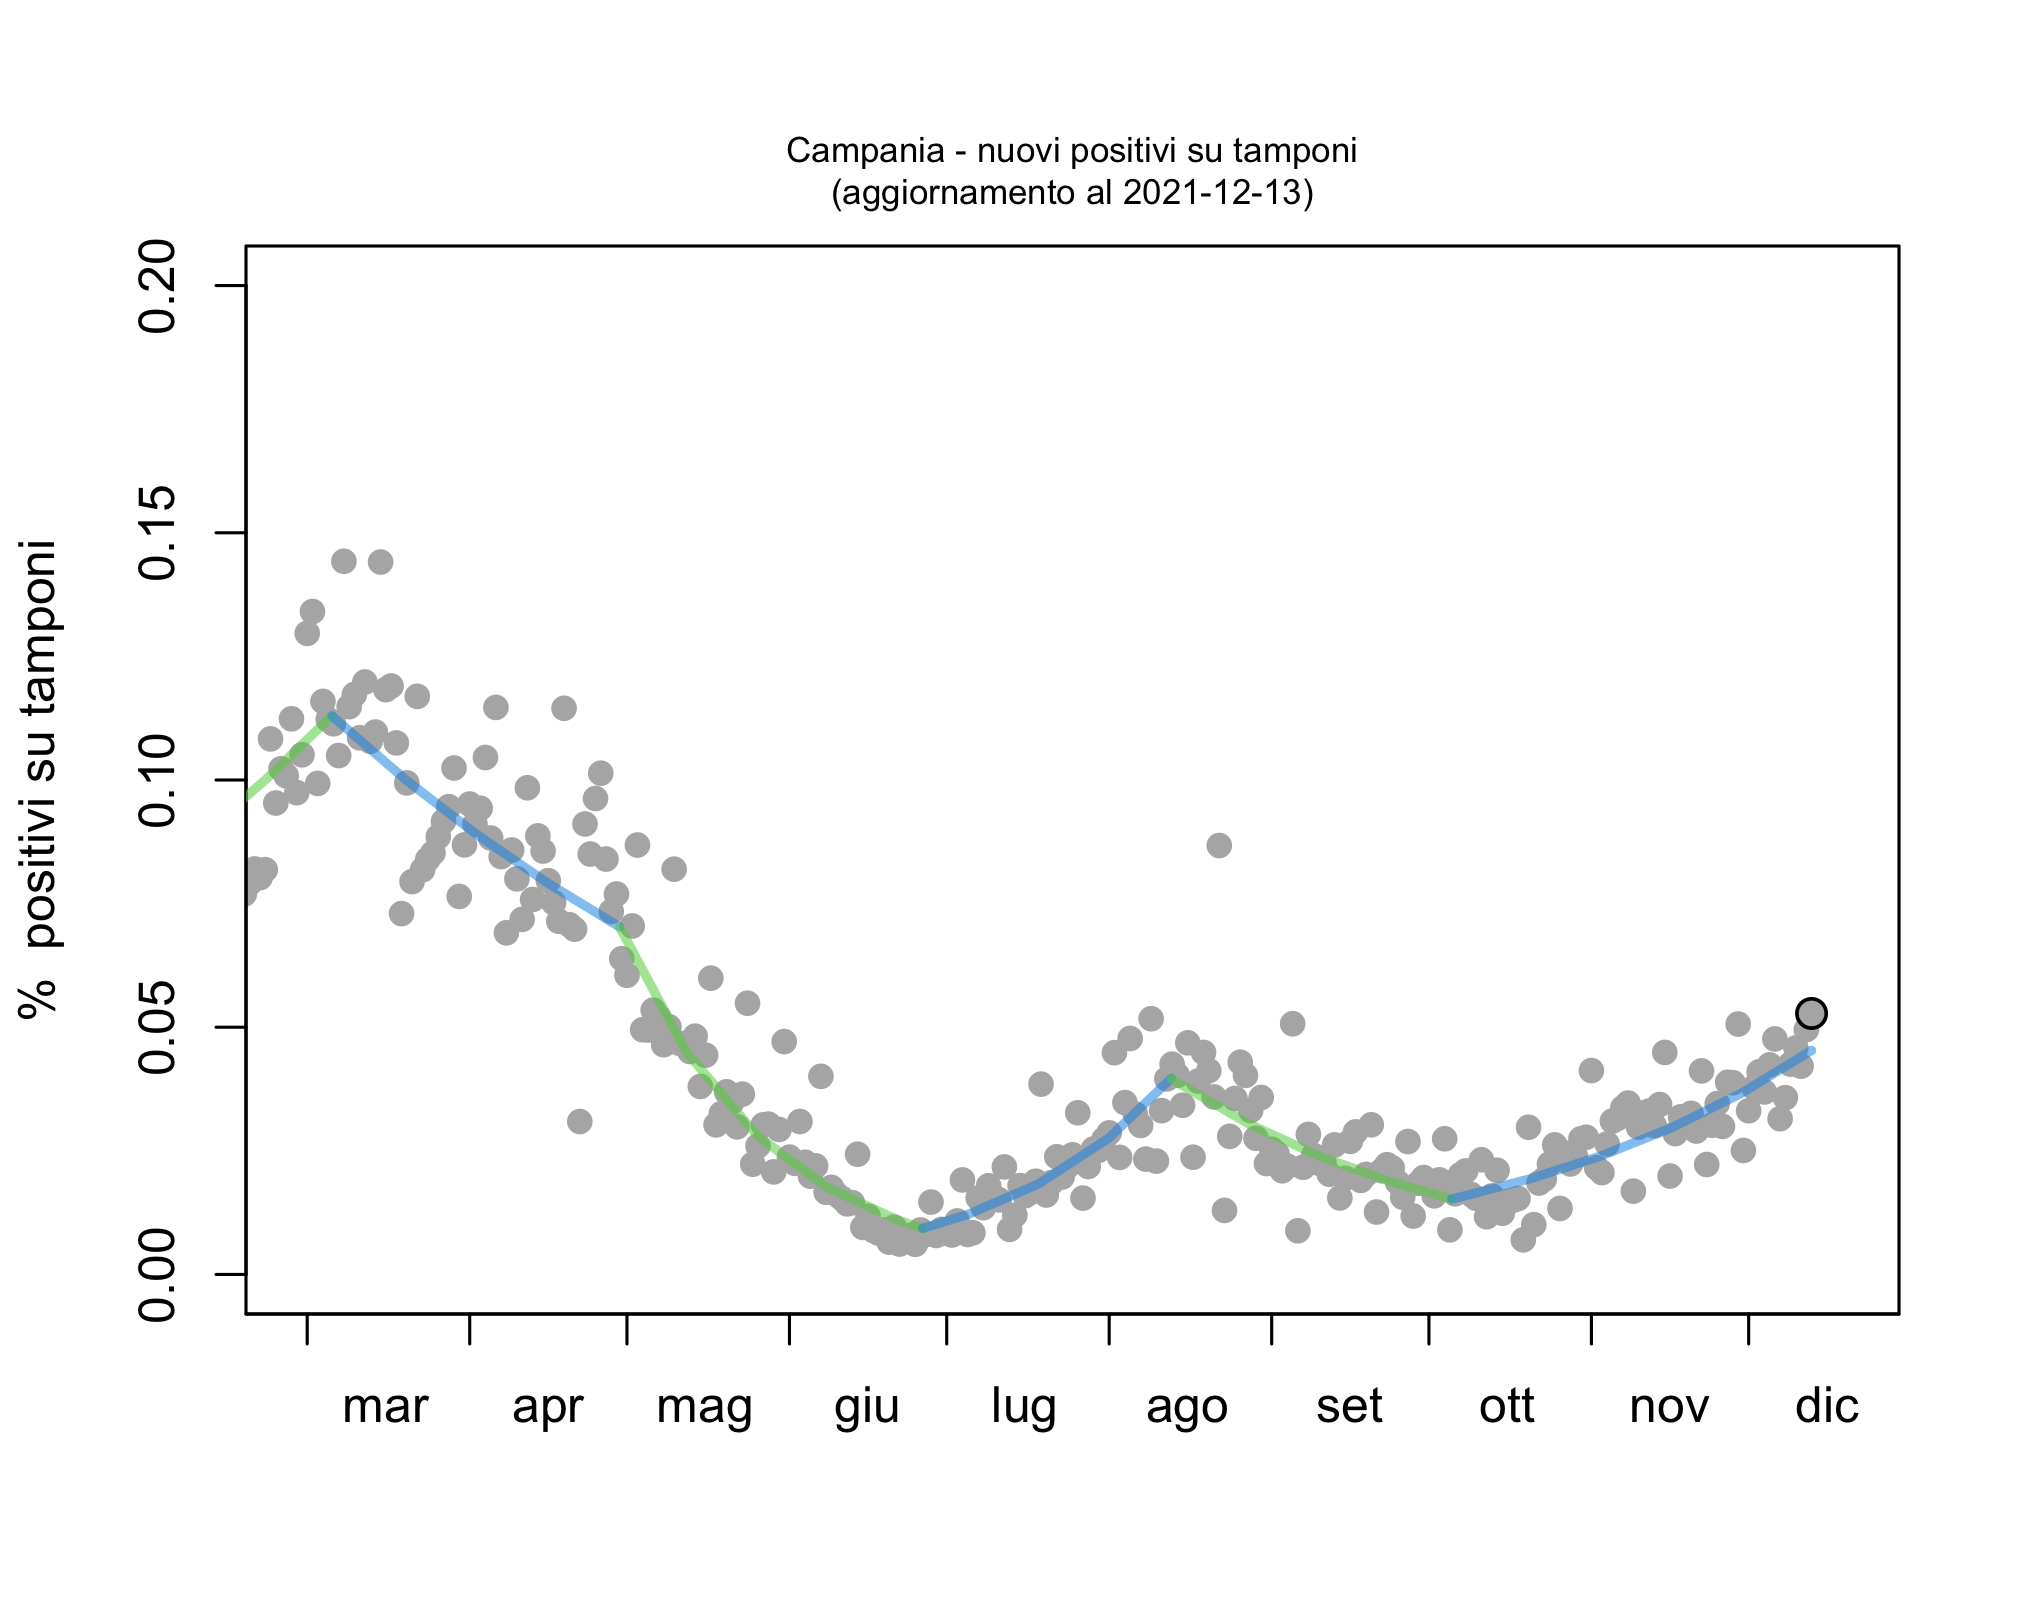 Campania - nuovi positivi su tamponi
(aggiornamento al 2021-12-13)
% positivi su tamponi
0.20
0.15
0.10
0.05
0.00
mar apr mag giu lug ago set ott nov dic